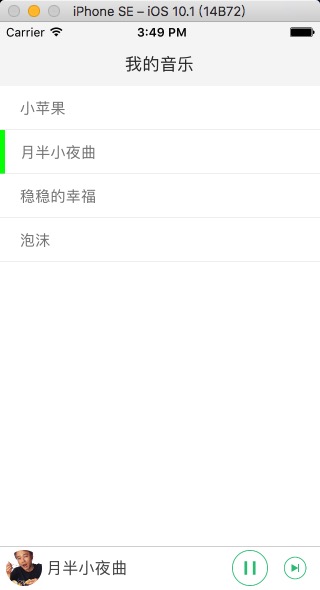 iPhone SE – iOS 10.1 (14B72)
Carrier 3:49 PM
我的音乐
小苹果
月半小夜曲
稳稳的幸福
泡沫
月半小夜曲